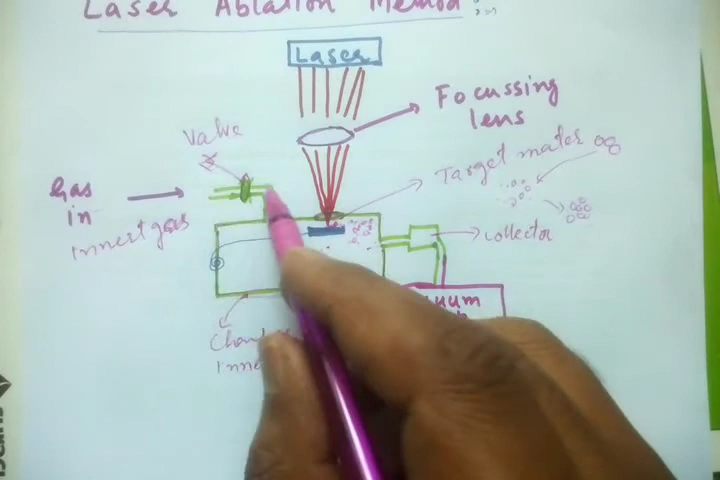 Laser Ablation Method :-
Laser
Focussing
lens
Valve
Target mater
Gas
in
Innert gas
Collector